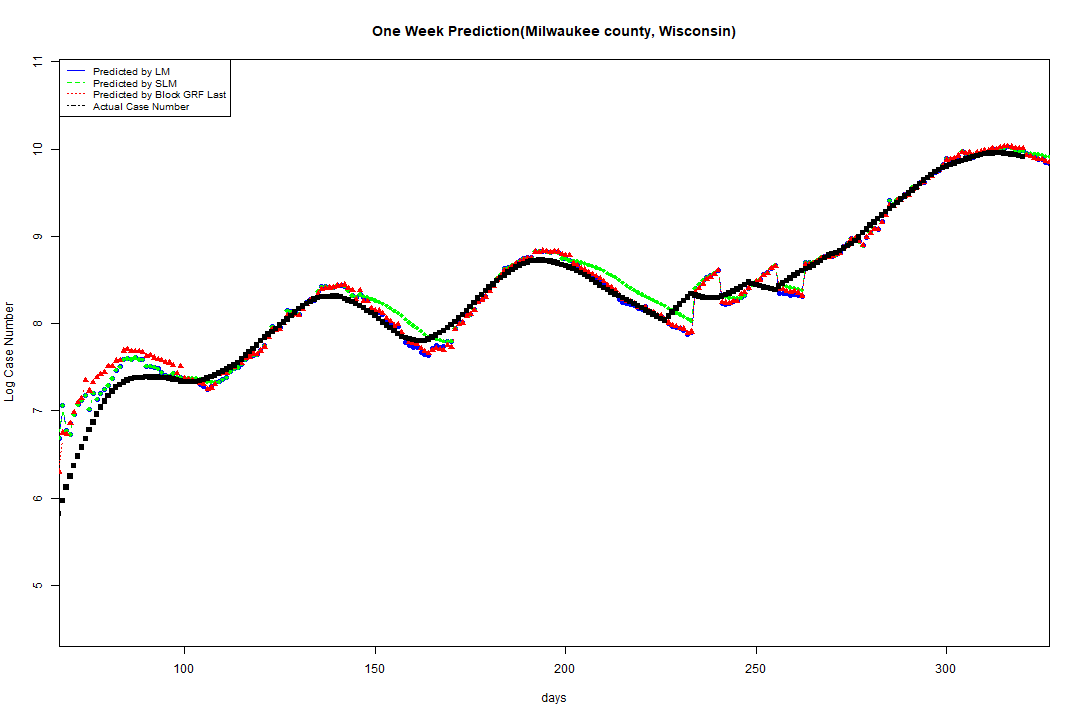 One Week Prediction(Milwaukee county, Wisconsin)
Predicted by LM
Predicted by SLM
Predicted by Block GRF Last
Actual Case Number
Log Case Number
11
10
9
8
7
6
5
100 150 200 250 300
days